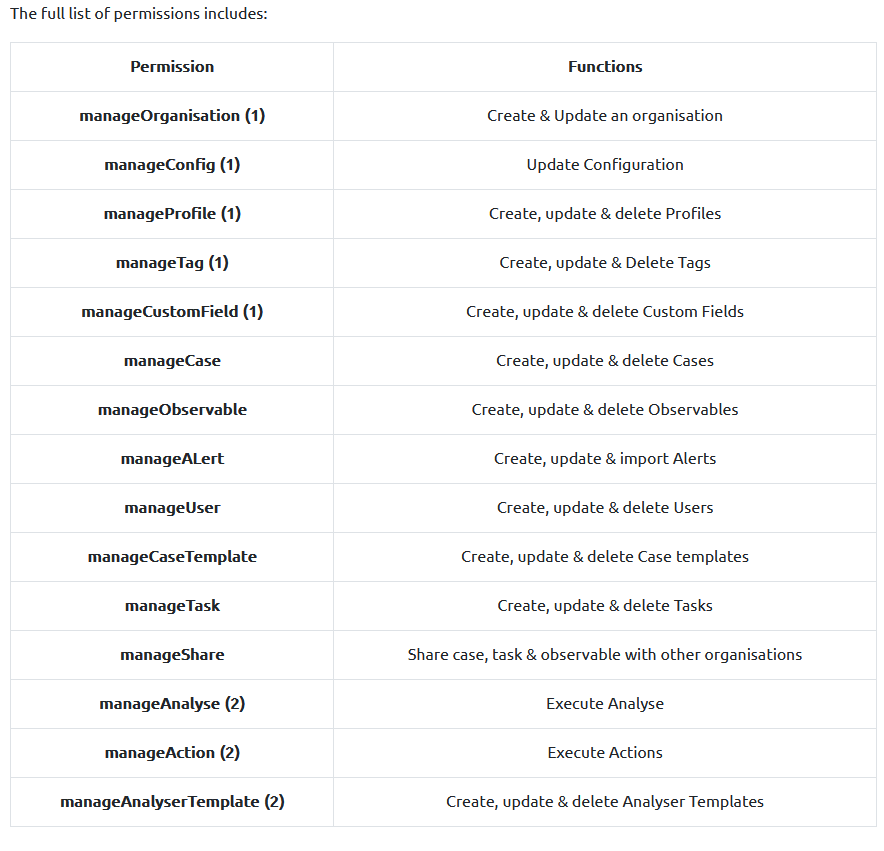 The full list of permissions includes:
Permission Functions
manageOrganisation (1) Create & Update an organisation
manageConfig (1) Update Configuration
manageProfile (1) Create, update & delete Profiles
manageTag (1) Create, update & Delete Tags
manageCustomField (1) Create, update & delete Custom Fields
manageCase Create, update & delete Cases
manageObservable Create, update & delete Observables
manageALert Create, update & import Alerts
manageUser Create, update & delete Users
manageCaseTemplate Create, update & delete Case templates
manageTask Create, update & delete Tasks
manageShare Share case, task & observable with other organisations
manageAnalyse (2) Execute Analyse
manageAction (2) Execute Actions
manageAnalyserTemplate (2) Create, update & delete Analyser Templates